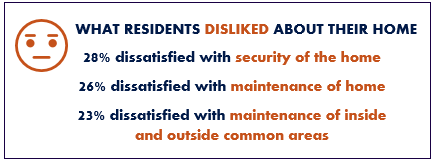 WHAT RESIDENTS DISLIKED ABOUT THEIR HOME
28% dissatisfied with security of the home
26% dissatisfied with maintenance of home
23% dissatisfied with maintenance of inside
and outside common areas